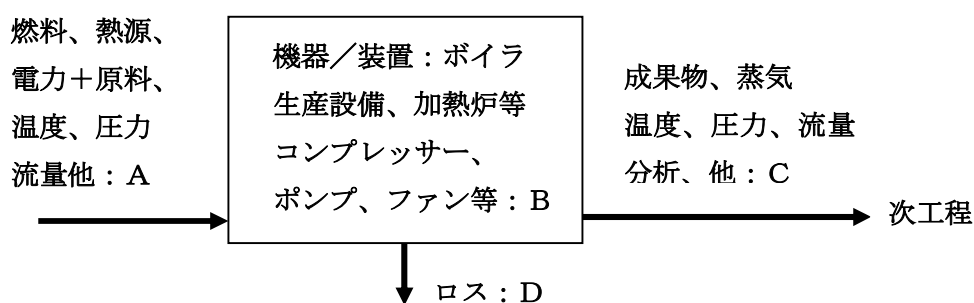 燃料、熱源、
電力＋原料、
温度、圧力
流量他：A
機器／装置：ボイラ
生産設備、加熱炉等
コンプレッサー、
ポンプ、ファン等：B
成果物、蒸気
温度、圧力、流量
分析、他：C
次工程
ロス：D